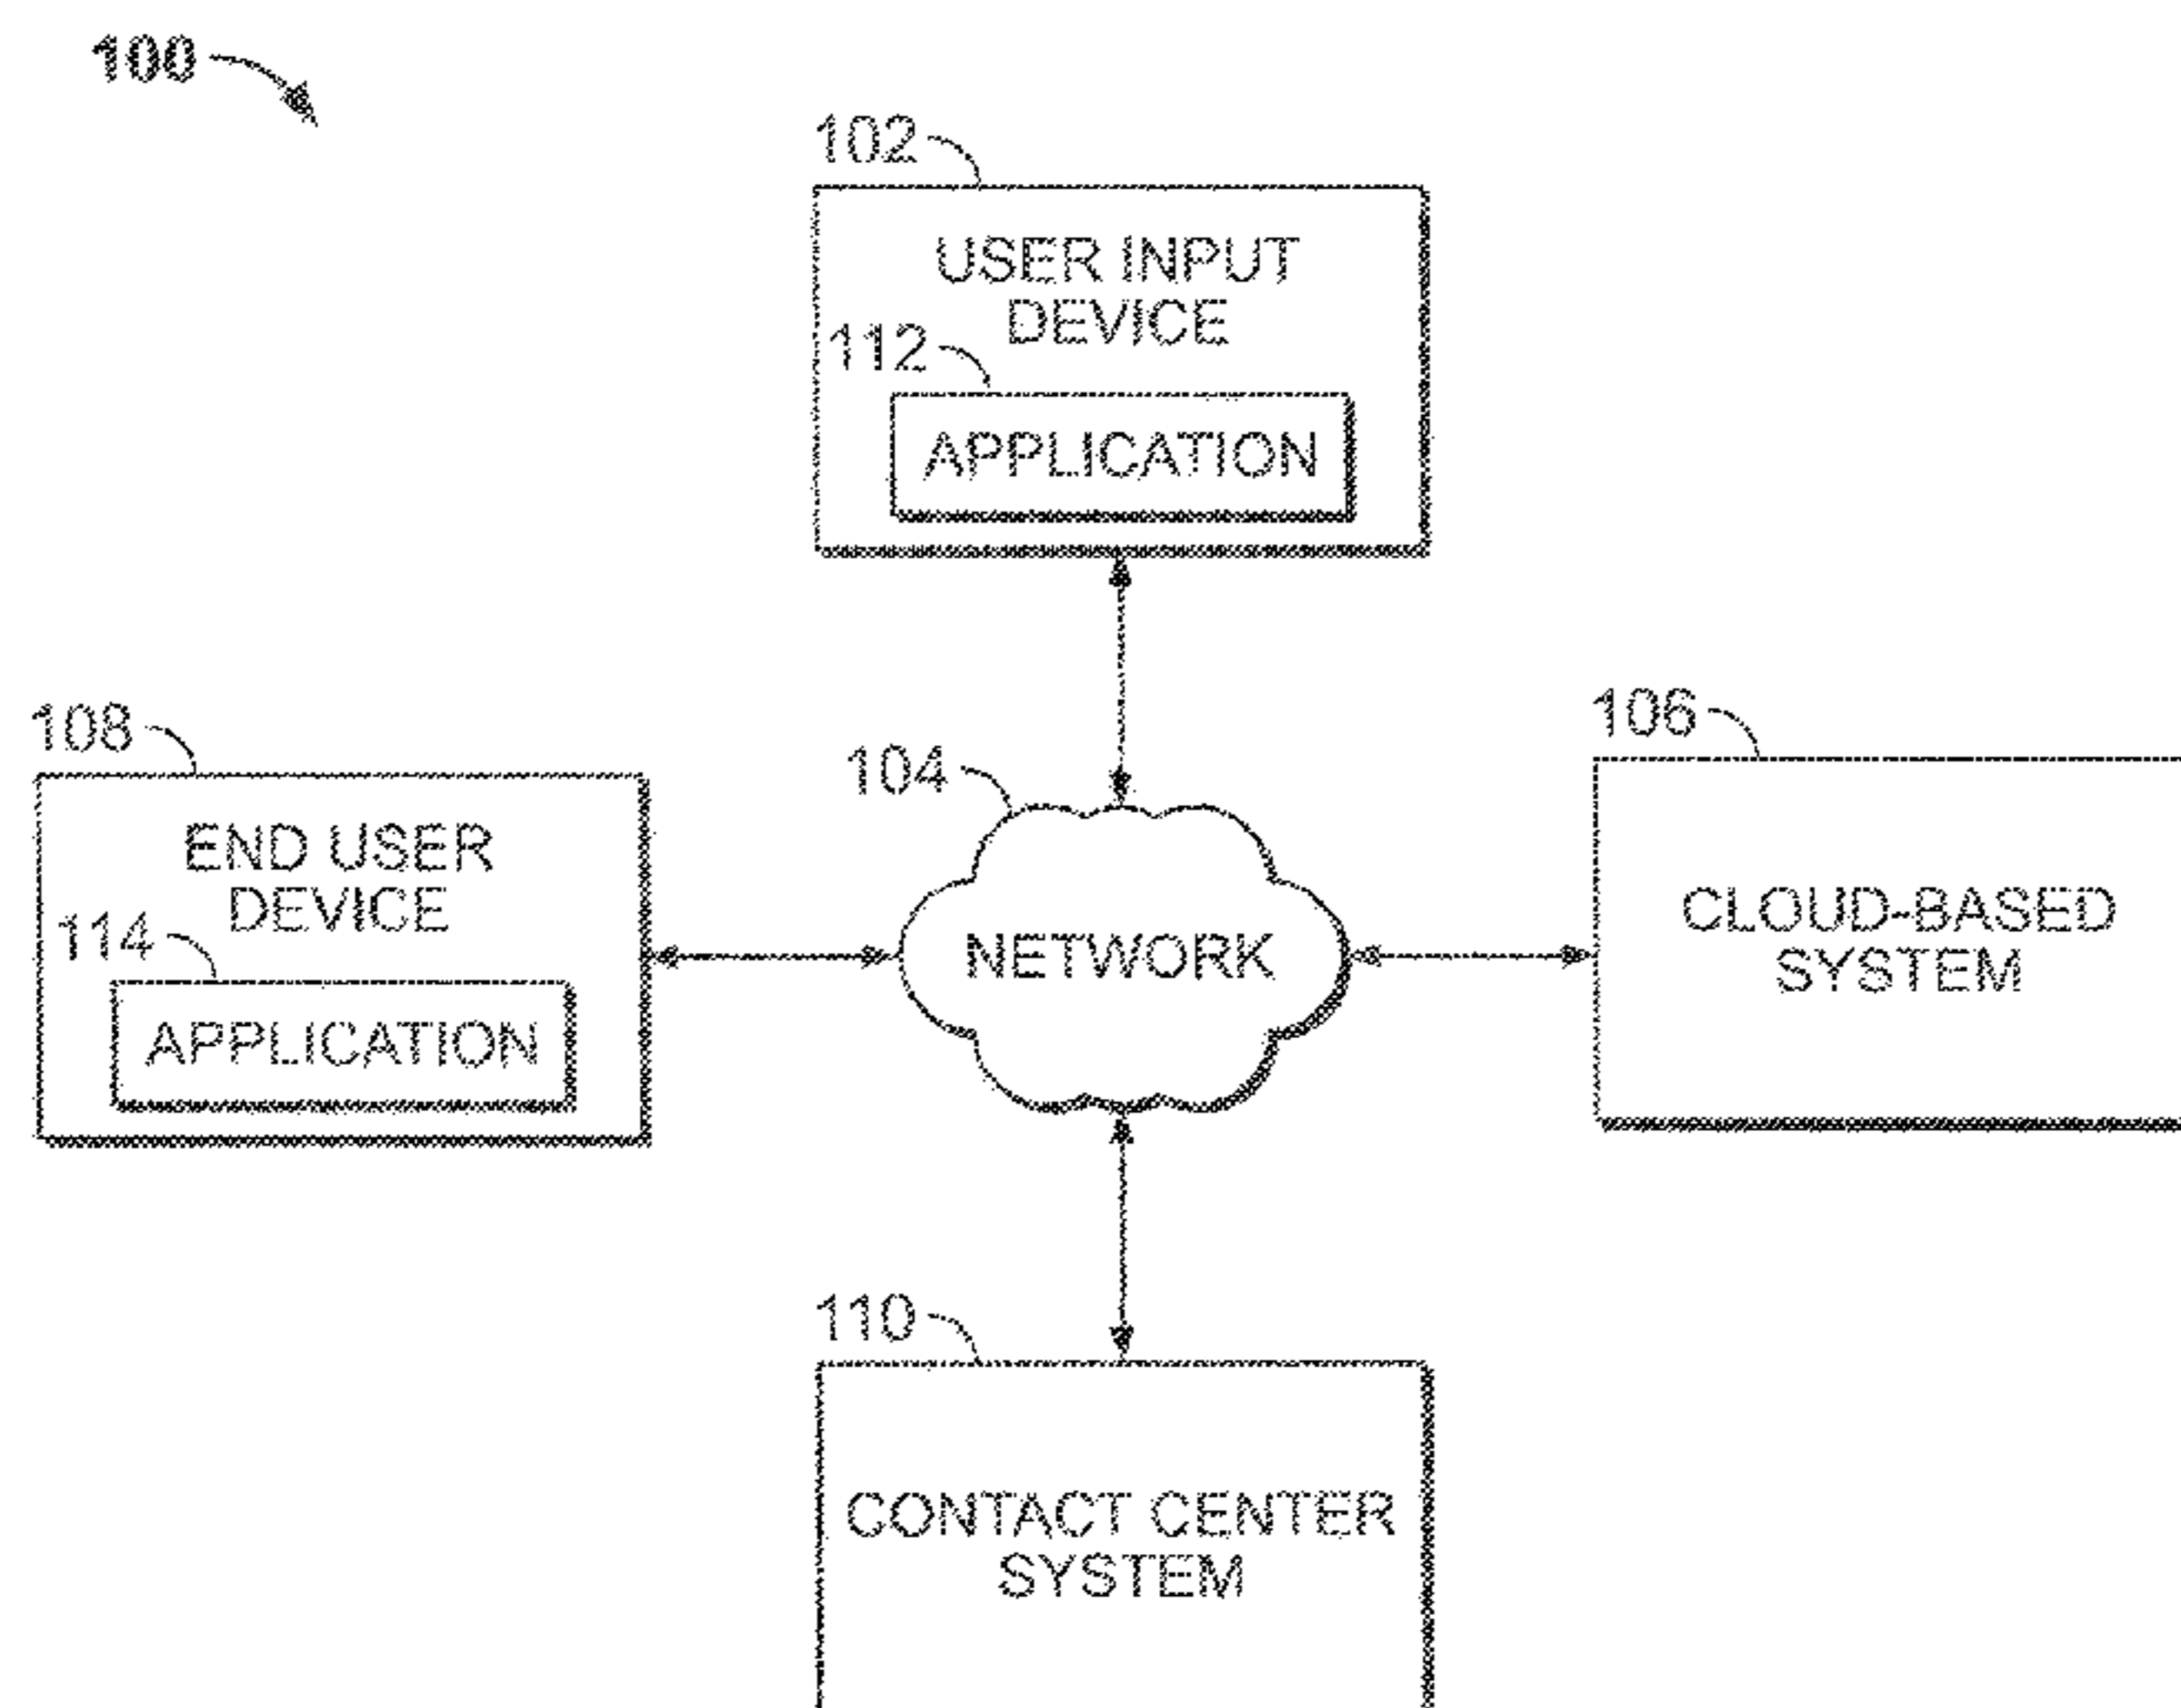 100
102
USER INPUT
DEVICE
112
APPLICATION
108
END USER
DEVICE
114
APPLICATION
104
NETWORK
106
CLOUD-BASED
SYSTEM
110
CONTACT CENTER
SYSTEM